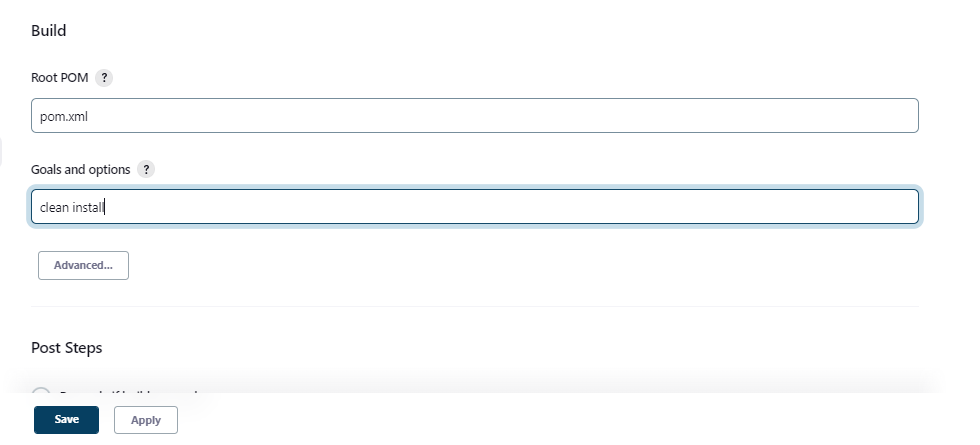 Build
Root POM ?
pom.xml
Goals and options ?
clean install
Advanced...
Post Steps
Save Apply